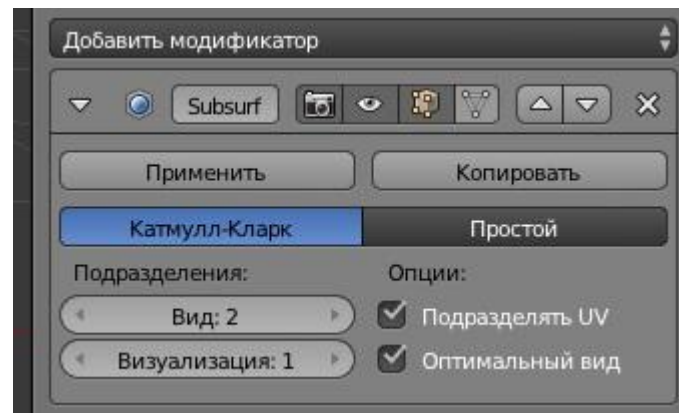 Добавить модификатор
Subsurf
Применить Копировать
Катмулл-Кларк Простой
Подразделения: Опции:
Вид: 2 Подразделять UV
Визуализация: 1 Оптимальный вид